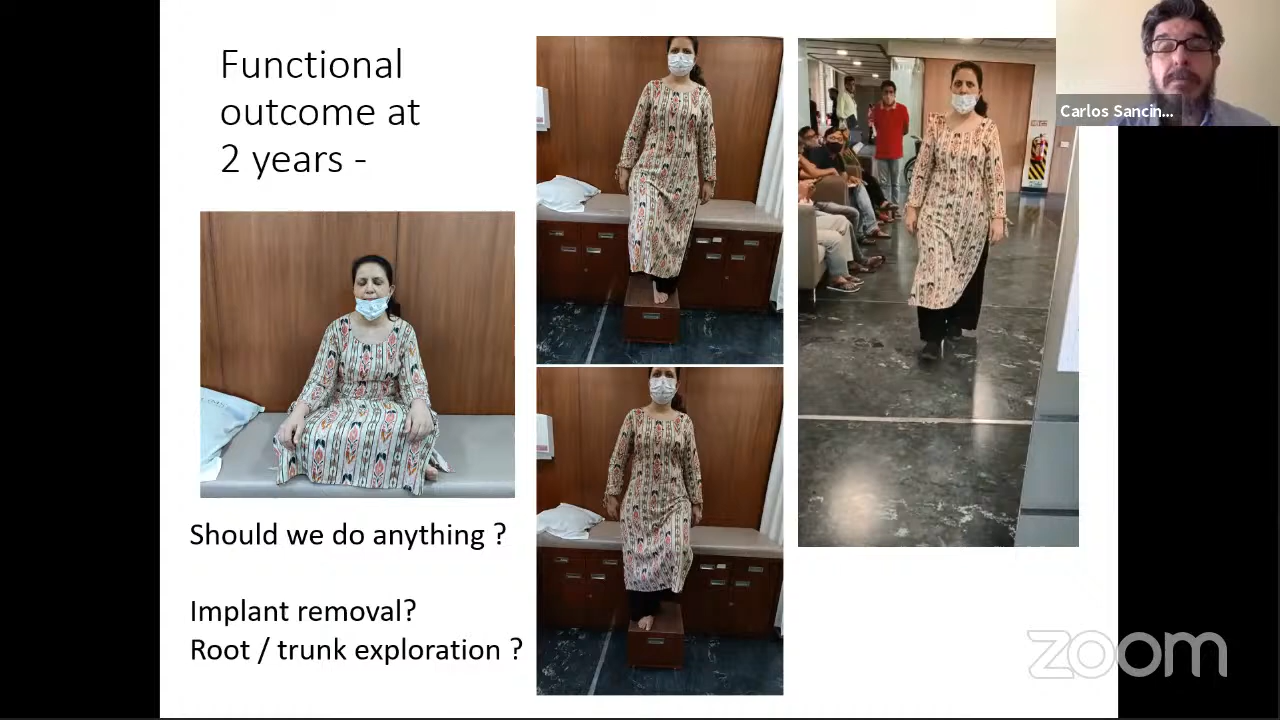 Functional
outcome at
2 years -
Carlos Sancin...
Should we do anything ?
Implant removal?
Root / trunk exploration ?
zoom